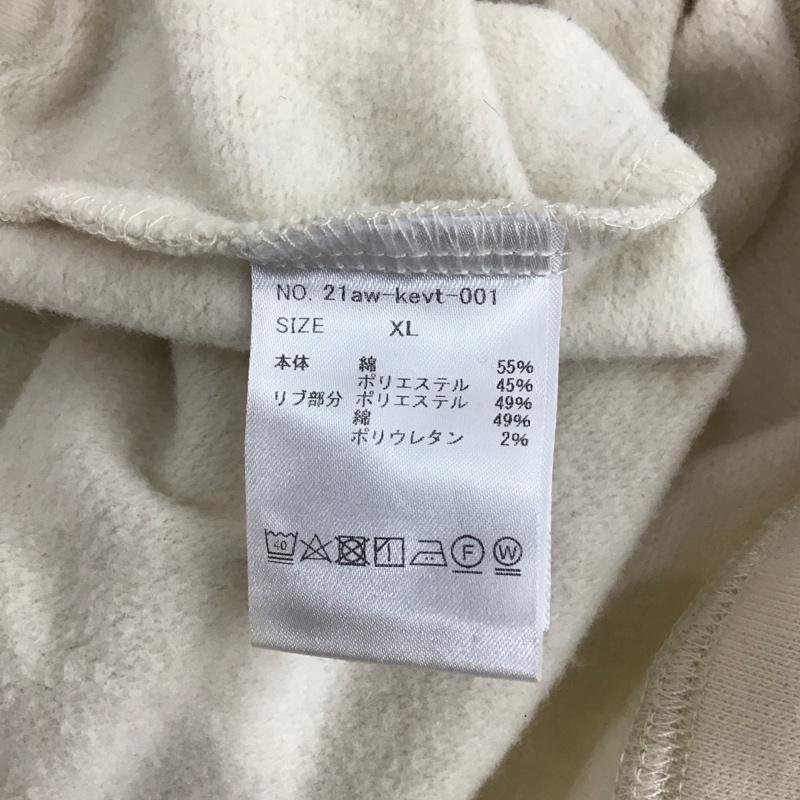 NO. 21aw-kevt-001
SIZE XL
本体 綿 55%
ポリエステル 45%
リブ部分 ポリエステル 49%
綿 49%
ポリウレタン 2%
40 F W